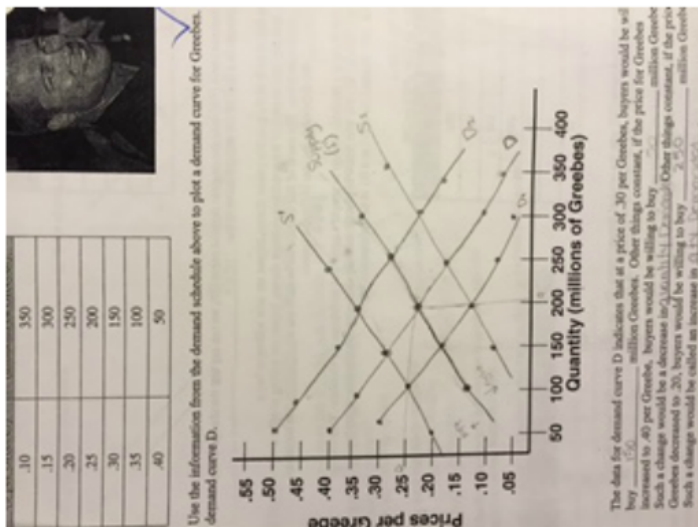 .10 350
.15 300
.20 250
.25 200
.30 150
.35 100
.40 50
Use the information from the demand schedule above to plot a demand curve for Greebes.
demand curve D.
Prices per Greebe
.55
.50
.45
.40
.35
.30
.25
.20
.15
.10
.05
Supply
(S)
50 100 150 200 250 300 350 400
Quantity (millions of Greebes)
The data for demand curve D indicates that at a price of .30 per Greebes, buyers would be wil
buy million Greebes. Other things constant, if the price for Greebes
increased to .40 per Greebe, buyers would be willing to buy million Greebe
Such a change would be a decrease in Other things constant, if the pric
Greebes decreased to .20, buyers would be willing to buy 250 million Greeb
Such a change would be called an increase in